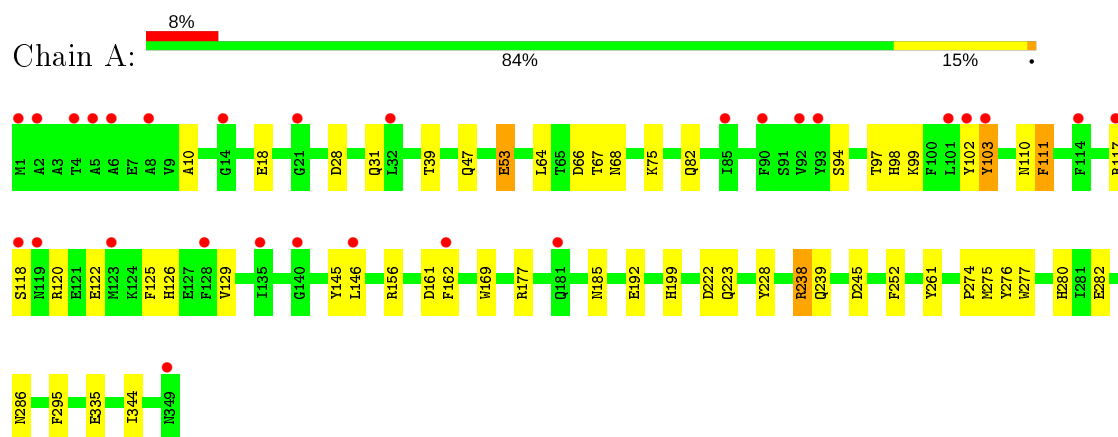 8%
Chain A:
84% 15% •
M1 A2 A3 T4 A5 A6 E7 A8 V9 A10 G14 E18 G21 D28 Q31 L32 T39 Q47 E53 L64 T65 D66 T67 N68 K75 Q82 I85 F90 S91 V92 Y93 S94 T97 H98 K99 F100 L101 Y102 Y103 N110 F111 F114 R117
S118 N119 R120 E121 E122 M123 K124 F125 H126 E127 F128 V129 I135 G140 Y145 L146 R156 D161 F162 W169 R177 Q181 N185 E192 H199 D222 Q223 Y228 R238 Q239 D245 F252 Y261 P274 M275 Y276 W277 H280 I281 E282
N286 F295 E335 I344 N349